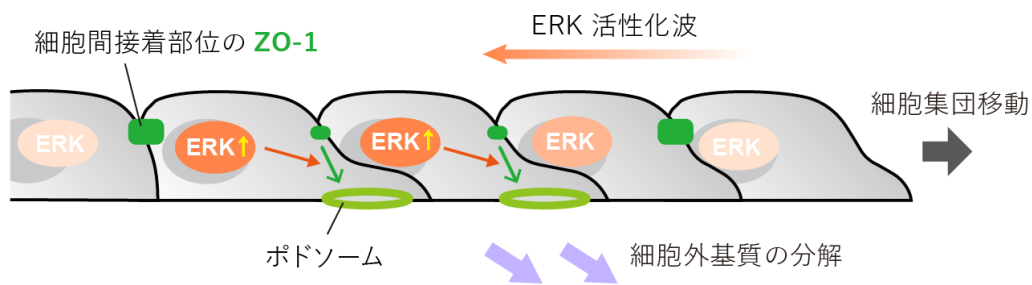 細胞間接着部位の ZO-1
ERK 活性化波
細胞集団移動
ERK
ERK↑
ERK↑
ERK
ERK
ポドソーム
細胞外基質の分解